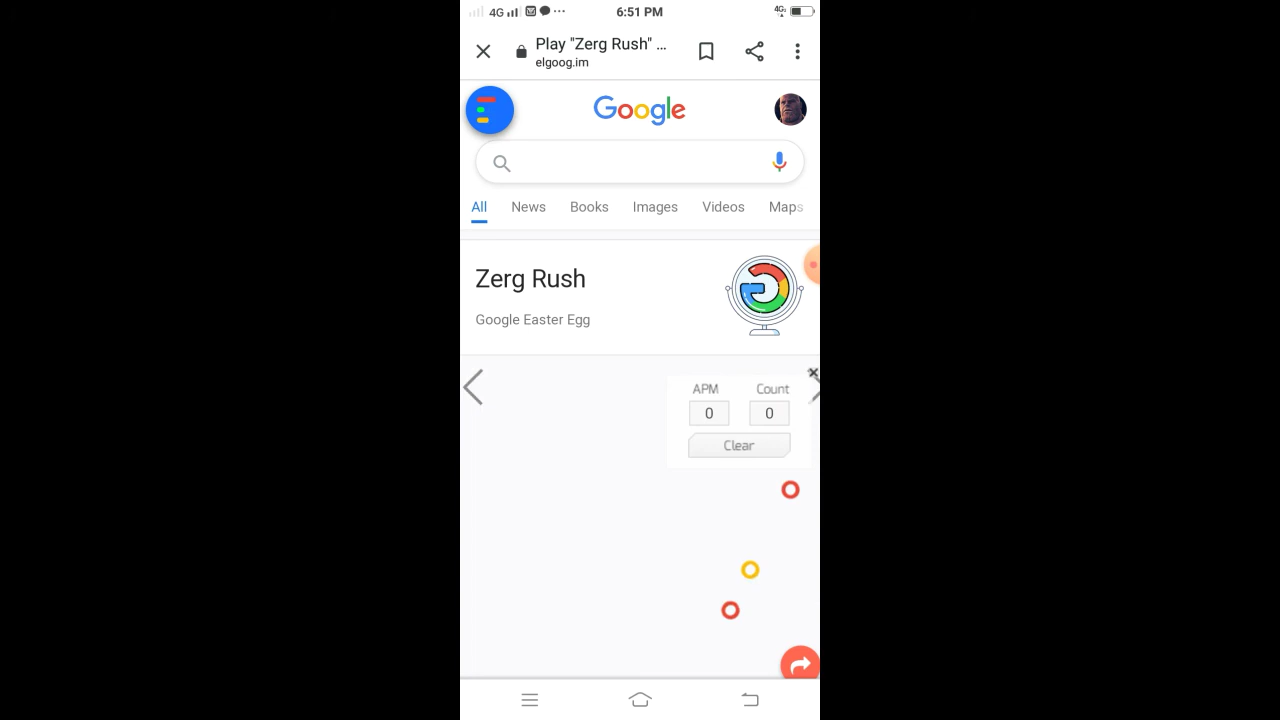 4G 6:51 PM 4G
Play "Zerg Rush" ...
elgoog.im
Google
All News Books Images Videos Maps
Zerg Rush
Google Easter Egg
APM Count
0 0
Clear